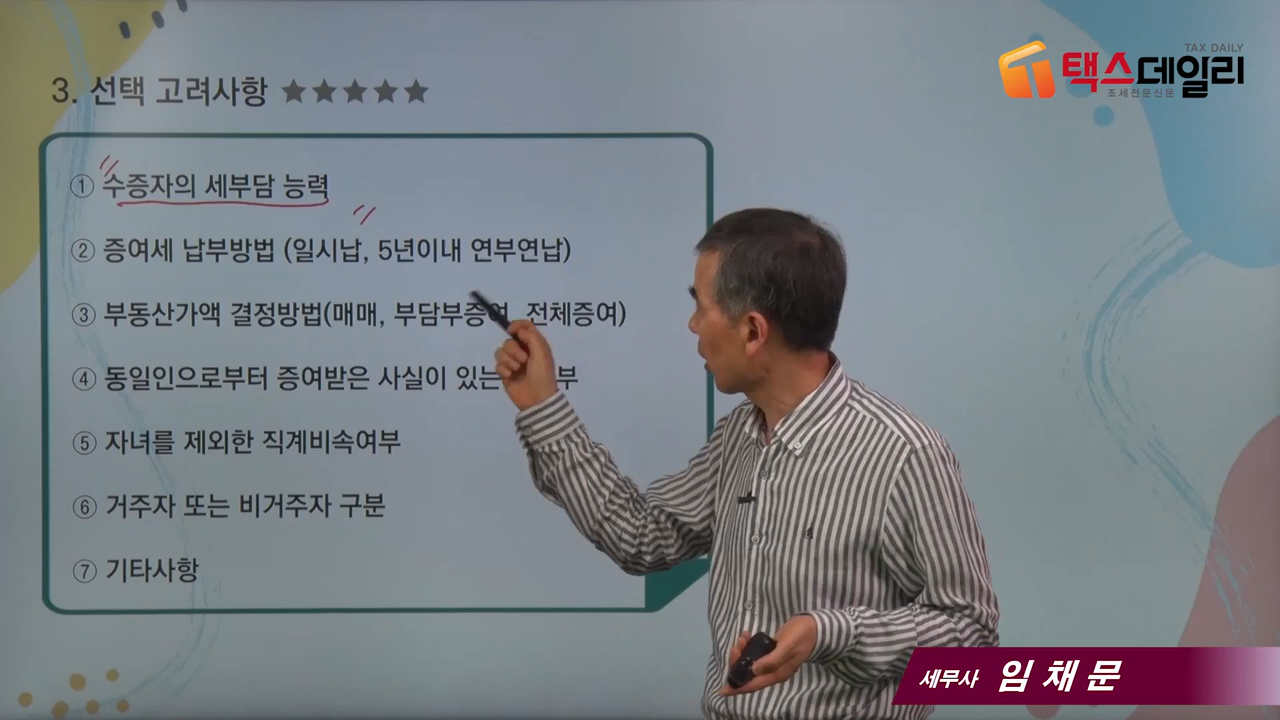 3. 선택 고려사항 ★★★★★
TAX DAILY
택스데일리
조세전문신문
① 수증자의 세부담 능력
② 증여세 납부방법 (일시납, 5년이내 연부연납)
③ 부동산가액 결정방법(매매, 부담부증여, 전체증여)
④ 동일인으로부터 증여받은 사실이 있는 부
⑤ 자녀를 제외한 직계비속여부
⑥ 거주자 또는 비거주자 구분
⑦ 기타사항
세무사 임채문